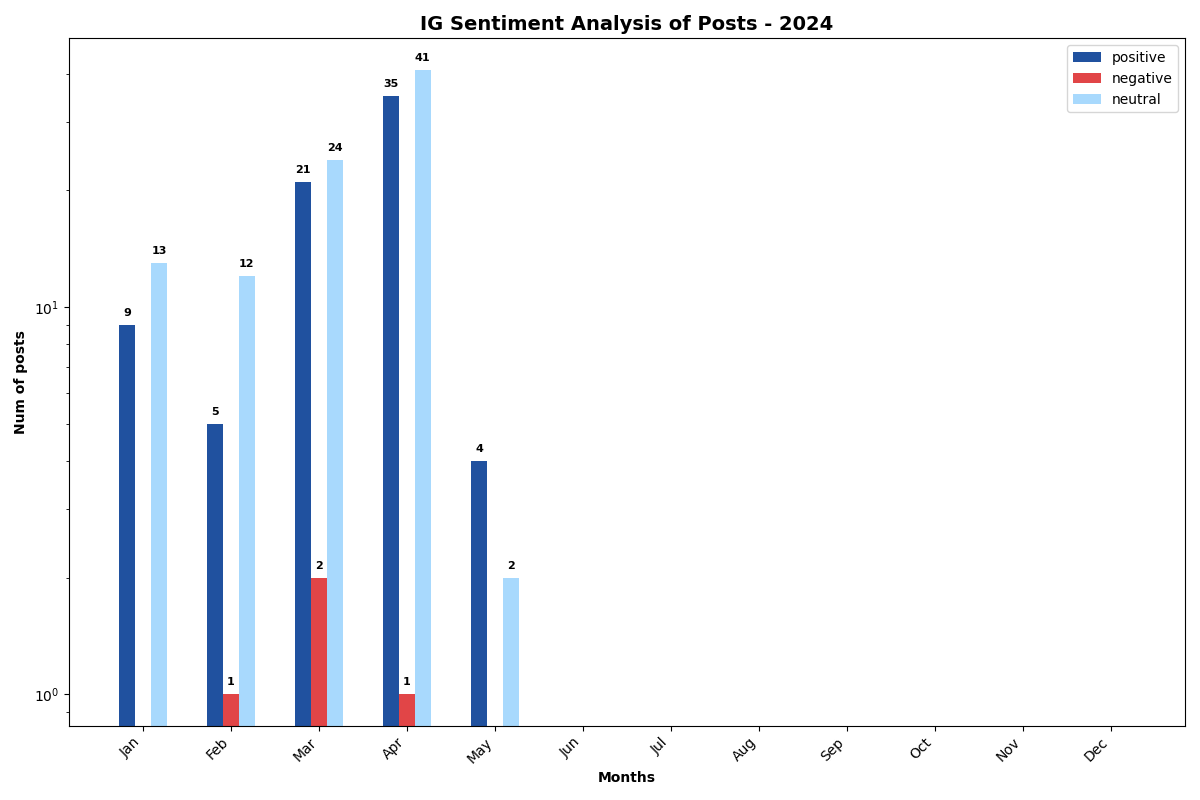 IG Sentiment Analysis of Posts - 2024
positive
negative
neutral
Num of posts
10¹
10⁰
9
13
5
1
12
21
2
24
35
1
41
4
2
Jan
Feb
Mar
Apr
May
Jun
Jul
Aug
Sep
Oct
Nov
Dec
Months